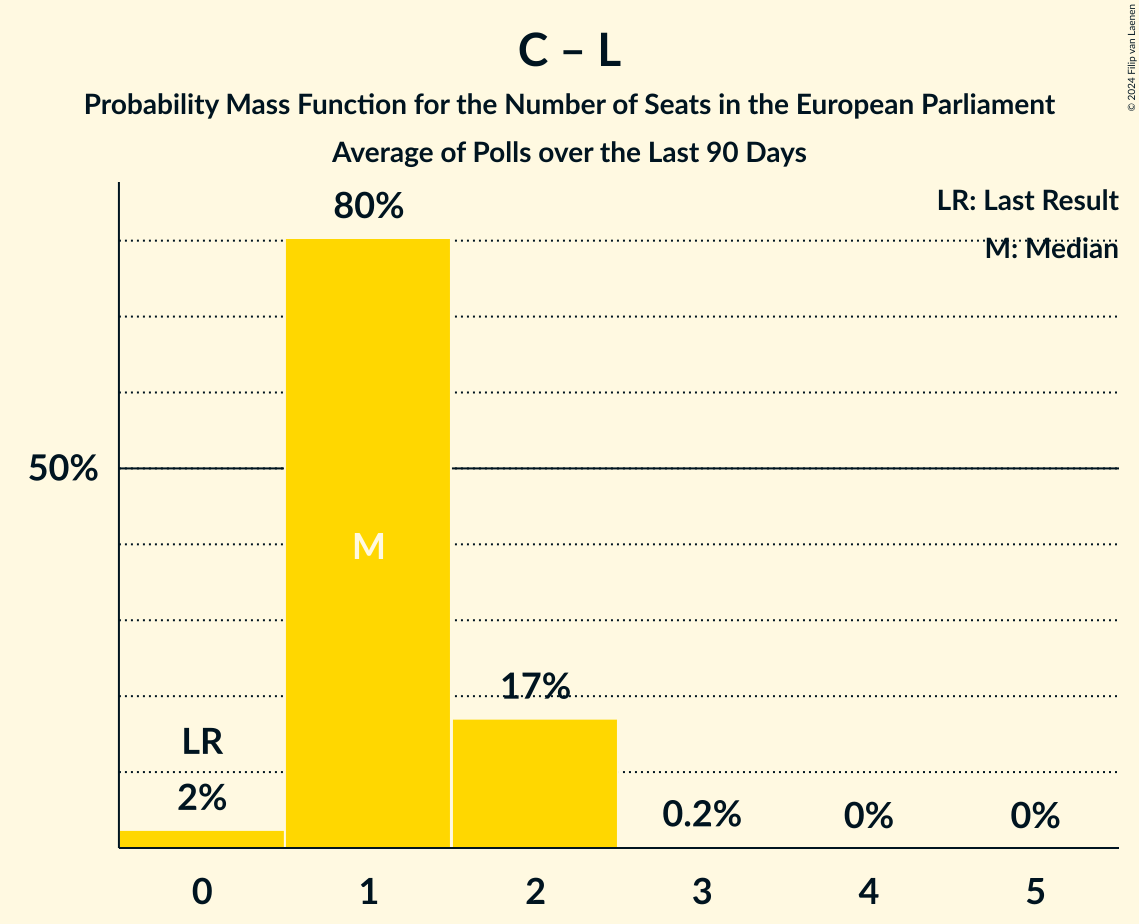 C – L
Probability Mass Function for the Number of Seats in the European Parliament
Average of Polls over the Last 90 Days
© 2024 Filip van Laenen
LR: Last Result
M: Median
80%
50%
M
17%
LR
2%
0.2%
0%
0%
0 1 2 3 4 5